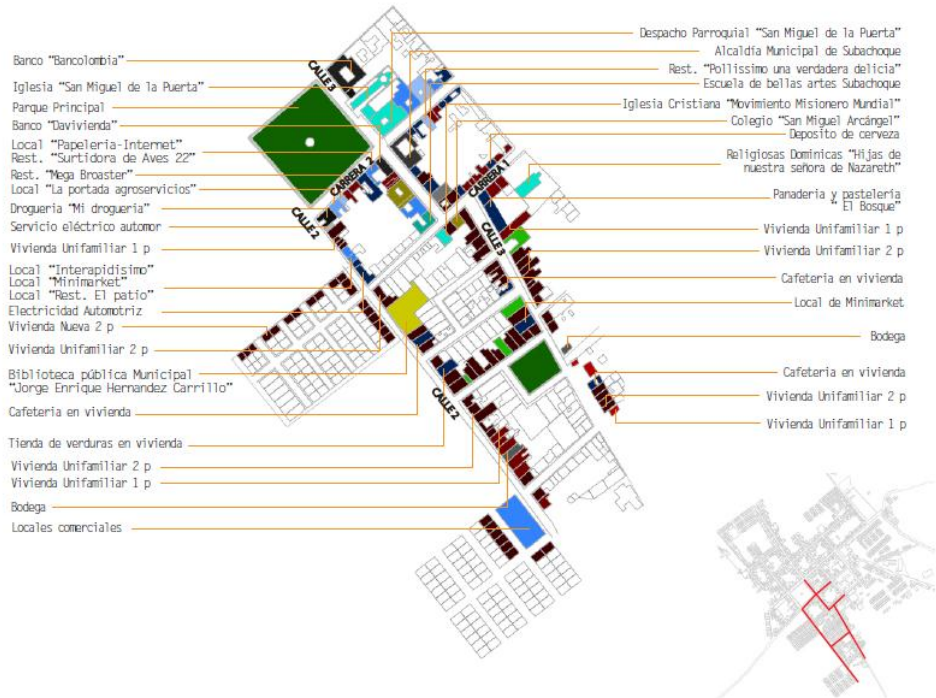 Banco “Bancolombia”
Iglesia “San Miguel de la Puerta”
Parque Principal
Banco “Davivienda”
Local “Papeleria-Internet”
Rest. “Surtidora de Aves 22”
Rest. “Mega Broaster”
Local “La portada agroservicios”
Drogueria “Mi drogueria”
Servicio eléctrico automor
Vivienda Unifamiliar 1 p
Local “Interapidisimo”
Local “Minimarket”
Local “Rest. El patio”
Electricidad Automotriz
Vivienda Nueva 2 p
Vivienda Unifamiliar 2 p
Biblioteca pública Municipal
“Jorge Enrique Hernandez Carrillo”
Cafeteria en vivienda
Tienda de verduras en vivienda
Vivienda Unifamiliar 2 p
Vivienda Unifamiliar 1 p
Bodega
Locales comerciales
CALLE 3
CARRERA 2
CALLE 2
CARRERA 1
CALLE 3
CALLE 2
Despacho Parroquial “San Miguel de la Puerta”
Alcaldía Municipal de Subachoque
Rest. “Pollissimo una verdadera delicia”
Escuela de bellas artes Subachoque
Iglesia Cristiana “Movimiento Misionero Mundial”
Colegio “San Miguel Arcángel”
Deposito de cerveza
Religiosas Dominicas “Hijas de
nuestra señora de Nazareth”
Panaderia y pasteleria
“ El Bosque”
Vivienda Unifamiliar 1 p
Vivienda Unifamiliar 2 p
Cafeteria en vivienda
Local de Minimarket
Bodega
Cafeteria en vivienda
Vivienda Unifamiliar 2 p
Vivienda Unifamiliar 1 p